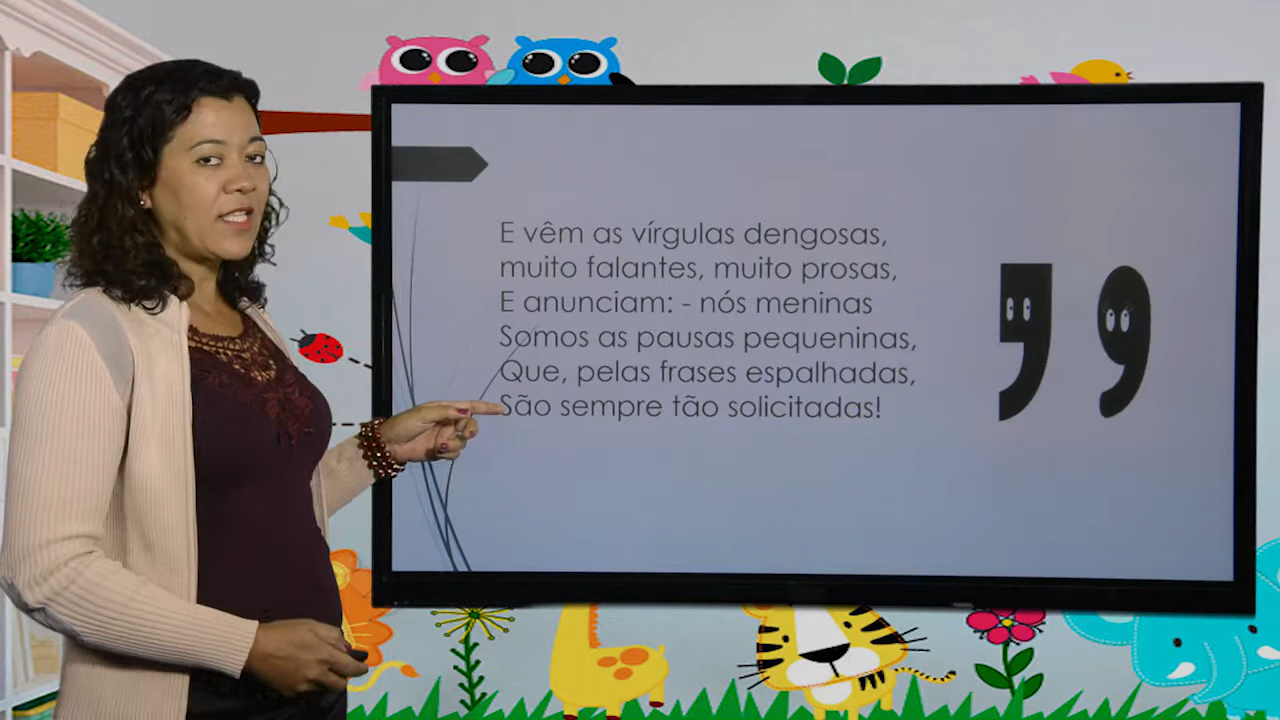 E vêm as vírgulas dengosas,
muito falantes, muito prosas,
E anunciam: - nós meninas
Somos as pausas pequeninas,
Que, pelas frases espalhadas,
São sempre tão solicitadas!